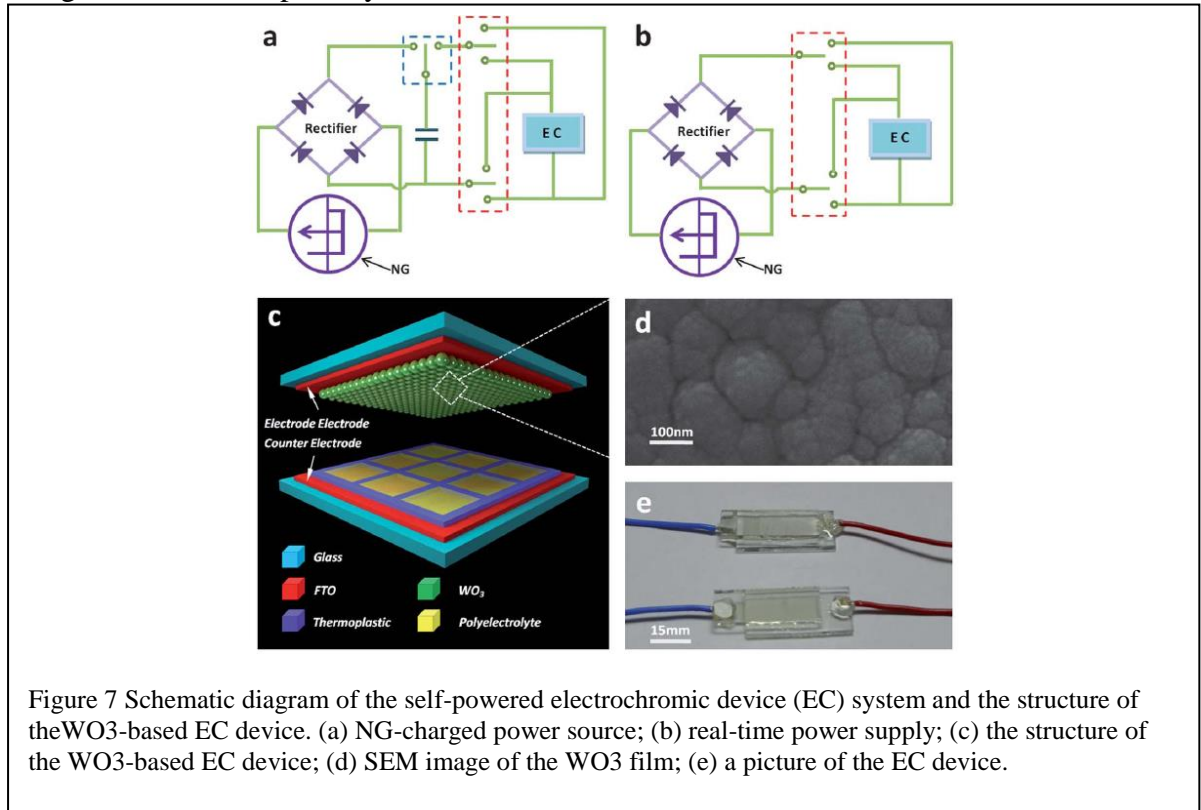 a
b
Rectifier
E C
NG
Rectifier
E C
NG
c
Electrode Electrode
Counter Electrode
Glass
FTO
WO₃
Thermoplastic
Polyelectrolyte
d
100nm
e
15mm
Figure 7 Schematic diagram of the self-powered electrochromic device (EC) system and the structure of
theWO3-based EC device. (a) NG-charged power source; (b) real-time power supply; (c) the structure of
the WO3-based EC device; (d) SEM image of the WO3 film; (e) a picture of the EC device.